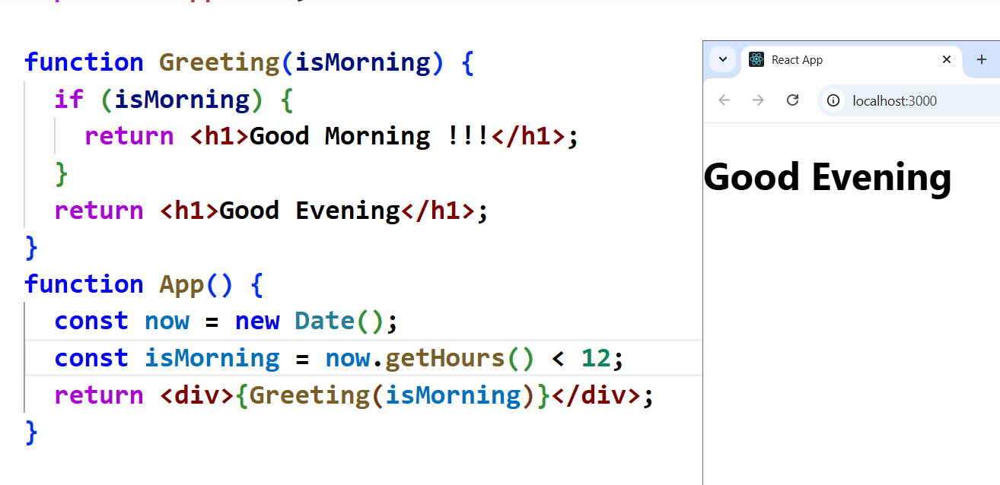 function Greeting(isMorning) {
if (isMorning) {
return <h1>Good Morning !!!</h1>;
}
return <h1>Good Evening</h1>;
}
function App() {
const now = new Date();
const isMorning = now.getHours() < 12;
return <div>{Greeting(isMorning)}</div>;
}
React App
localhost:3000
Good Evening